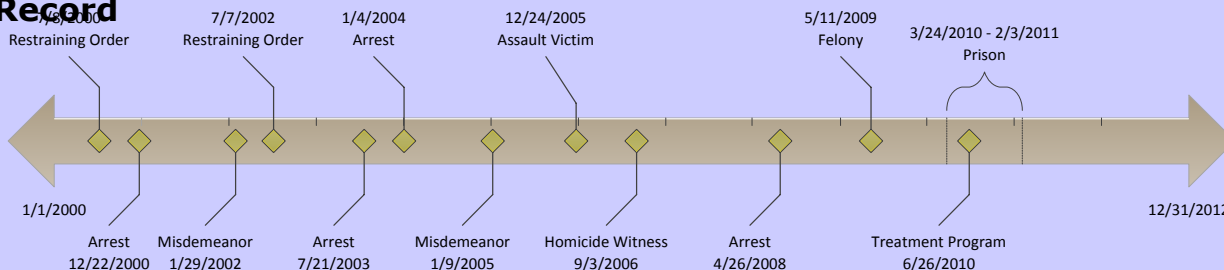 Record
7/8/2000
Restraining Order
7/7/2002
Restraining Order
1/4/2004
Arrest
12/24/2005
Assault Victim
5/11/2009
Felony
3/24/2010 - 2/3/2011
Prison
1/1/2000
12/31/2012
Arrest
12/22/2000
Misdemeanor
1/29/2002
Arrest
7/21/2003
Misdemeanor
1/9/2005
Homicide Witness
9/3/2006
Arrest
4/26/2008
Treatment Program
6/26/2010